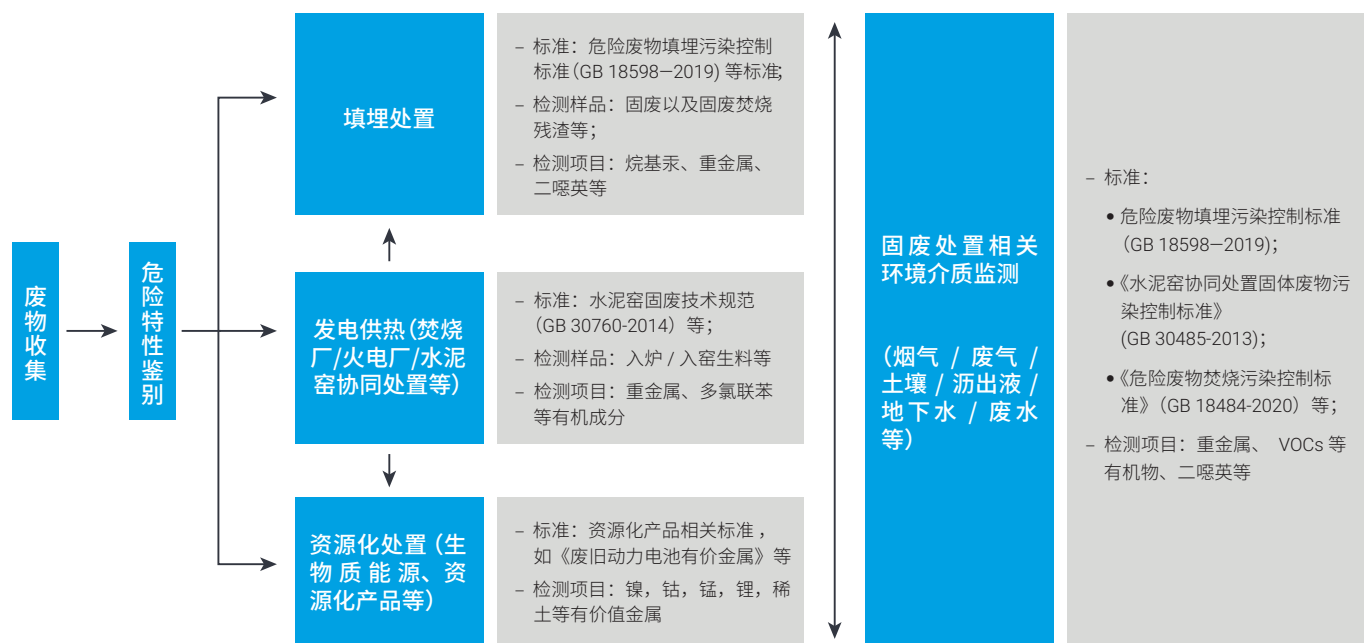 废物收集
危险特性鉴别
填埋处置
– 标准：危险废物填埋污染控制
标准(GB 18598—2019) 等标准;
– 检测样品：固废以及固废焚烧
残渣等；
– 检测项目：烷基汞、重金属、
二噁英等
发电供热（焚烧
厂/火电厂/水泥
窑协同处置等）
– 标准：水泥窑固废技术规范
（GB 30760-2014）等；
– 检测样品：入炉 / 入窑生料等
– 检测项目：重金属、多氯联苯
等有机成分
资源化处置（生
物质能源、资
源化产品等）
– 标准：资源化产品相关标准，
如《废旧动力电池有价金属》等
– 检测项目：镍，钴，锰，锂，稀
土等有价值金属
固废处置相关
环境介质监测
（烟气 / 废气 /
土壤 / 沥出液 /
地下水 / 废水
等）
– 标准：
• 危险废物填埋污染控制标准
（GB 18598—2019)；
•《水泥窑协同处置固体废物污
染控制标准》
(GB 30485-2013)；
•《危险废物焚烧污染控制标
准》（GB 18484-2020）等；
– 检测项目：重金属、 VOCs 等
有机物、二噁英等